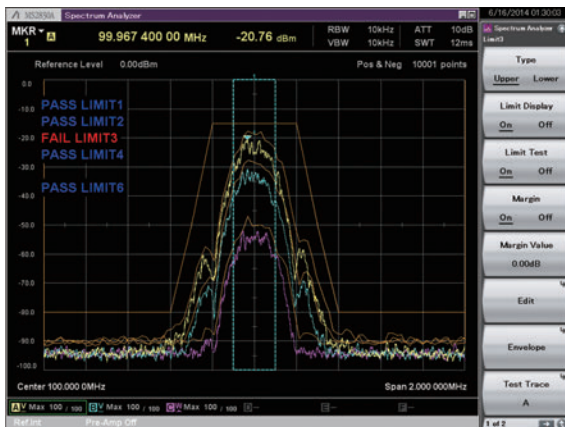 MS2830A Spectrum Analyzer
6/16/2014 01:30:03
MKR 1 A 99.967 400 00 MHz -20.76 dBm
RBW 10kHz ATT 10dB
VBW 10kHz SWT 12ms
Reference Level 0.00dBm Pos & Neg 10001 points
0.0
-10.0
-20.0
-30.0
-40.0
-50.0
-60.0
-70.0
-80.0
-90.0
-100.0
PASS LIMIT1
PASS LIMIT2
FAIL LIMIT3
PASS LIMIT4
PASS LIMIT6
Center 100.000 0MHz Span 2.000 000MHz
A V Max 100 / 100 B V Max 100 / 100 C W Max 100 / 100 D -- E -- F --
Ref.Int Pre-Amp Off
Spectrum Analyzer
Limit3
Type
Upper Lower
Limit Display
On Off
Limit Test
On Off
Margin
On Off
Margin Value
0.00dB
Edit
Envelope
Test Trace
A
1 of 2